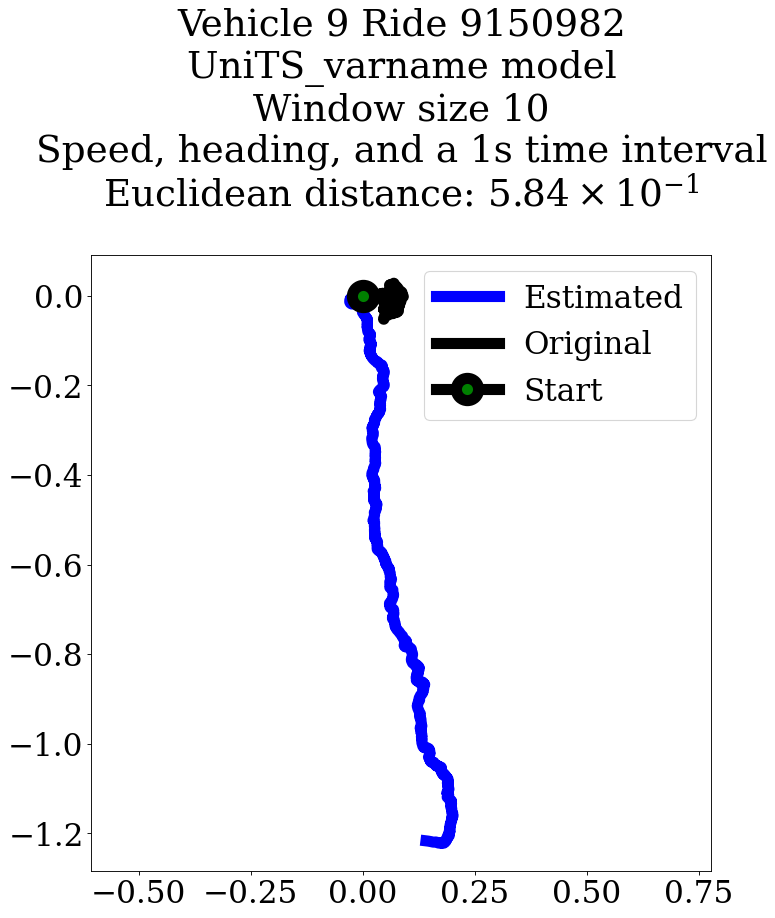 Vehicle 9 Ride 9150982
UniTS_varname model
Window size 10
Speed, heading, and a 1s time interval
Euclidean distance: 5.84 × 10⁻¹
Estimated
Original
Start
0.0
−0.2
−0.4
−0.6
−0.8
−1.0
−1.2
−0.50 −0.25 0.00 0.25 0.50 0.75